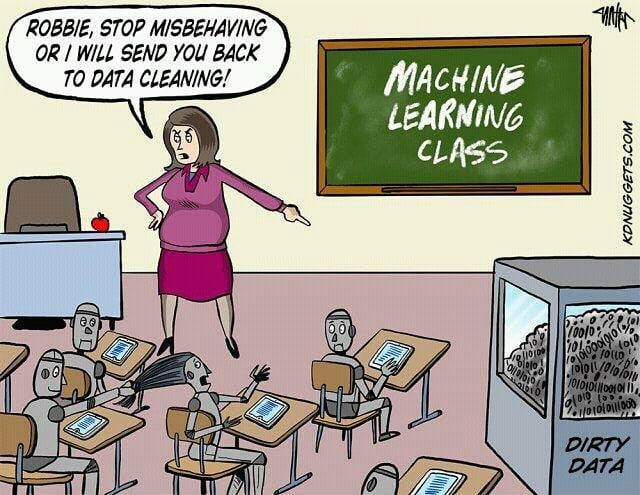 ROBBIE, STOP MISBEHAVING
OR I WILL SEND YOU BACK
TO DATA CLEANING!
MACHINE
LEARNING
CLASS
KDNUGGETS.COM
DIRTY
DATA